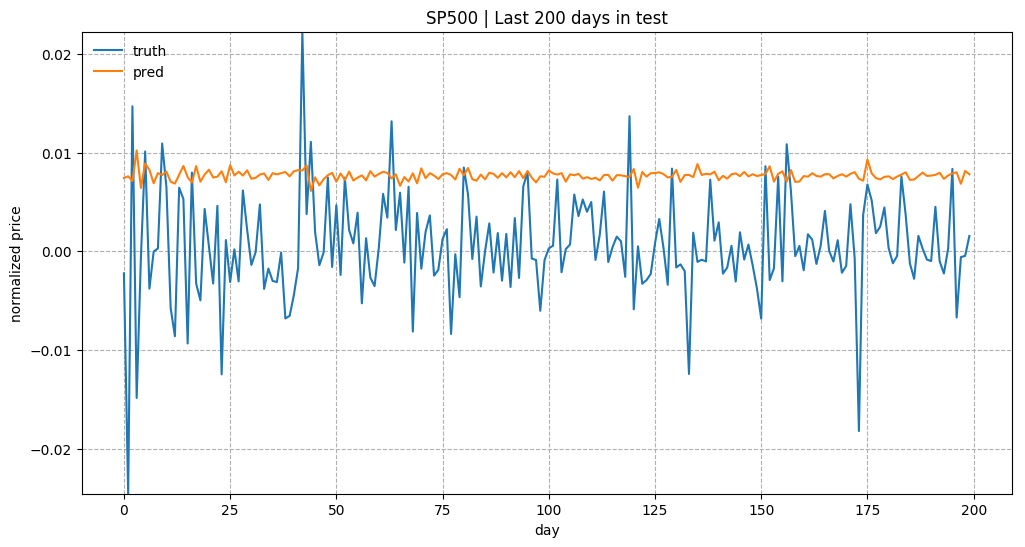 SP500 | Last 200 days in test
truth
pred
0.02
0.01
0.00
−0.01
−0.02
normalized price
0 25 50 75 100 125 150 175 200
day